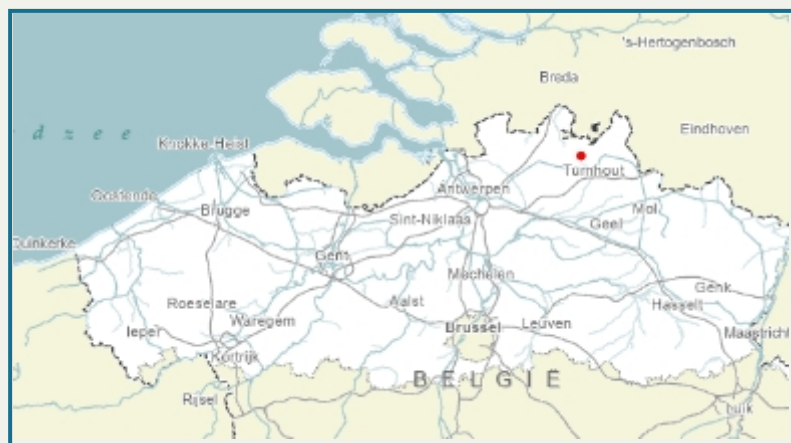 's-Hertogenbosch
Breda
d z e e
Eindhoven
Knokke-Heist
Turnhout
Antwerpen
Oostende
Brugge
Sint-Niklaas
Geel
Mol
Duinkerke
Gent
Mechelen
Genk
Roeselare
Aalst
Hasselt
Ieper
Waregem
Brussel
Leuven
Maastricht
Kortrijk
BELGIË
Rijsel
Luik